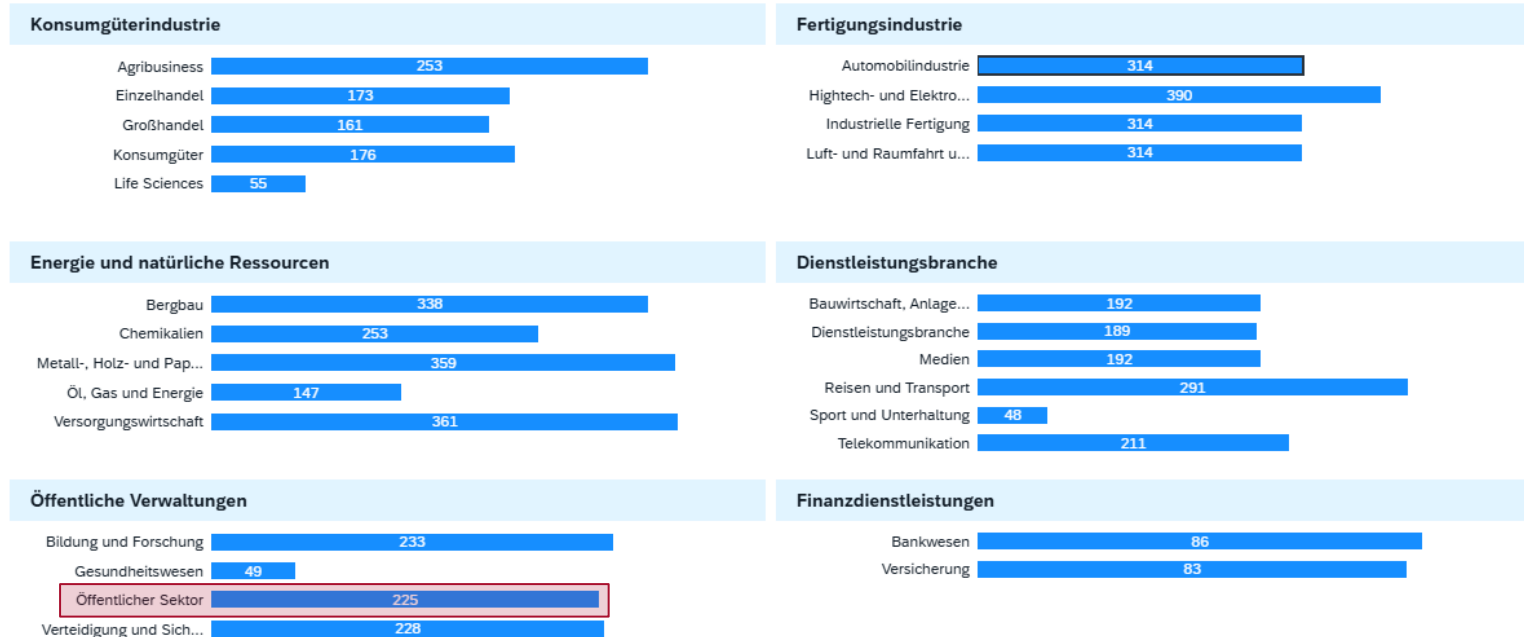 Konsumgüterindustrie
Agribusiness 253
Einzelhandel 173
Großhandel 161
Konsumgüter 176
Life Sciences 55
Fertigungsindustrie
Automobilindustrie 314
Hightech- und Elektro... 390
Industrielle Fertigung 314
Luft- und Raumfahrt u... 314
Energie und natürliche Ressourcen
Bergbau 338
Chemikalien 253
Metall-, Holz- und Pap... 359
Öl, Gas und Energie 147
Versorgungswirtschaft 361
Dienstleistungsbranche
Bauwirtschaft, Anlage... 192
Dienstleistungsbranche 189
Medien 192
Reisen und Transport 291
Sport und Unterhaltung 48
Telekommunikation 211
Öffentliche Verwaltungen
Bildung und Forschung 233
Gesundheitswesen 49
Öffentlicher Sektor 225
Verteidigung und Sich... 228
Finanzdienstleistungen
Bankwesen 86
Versicherung 83